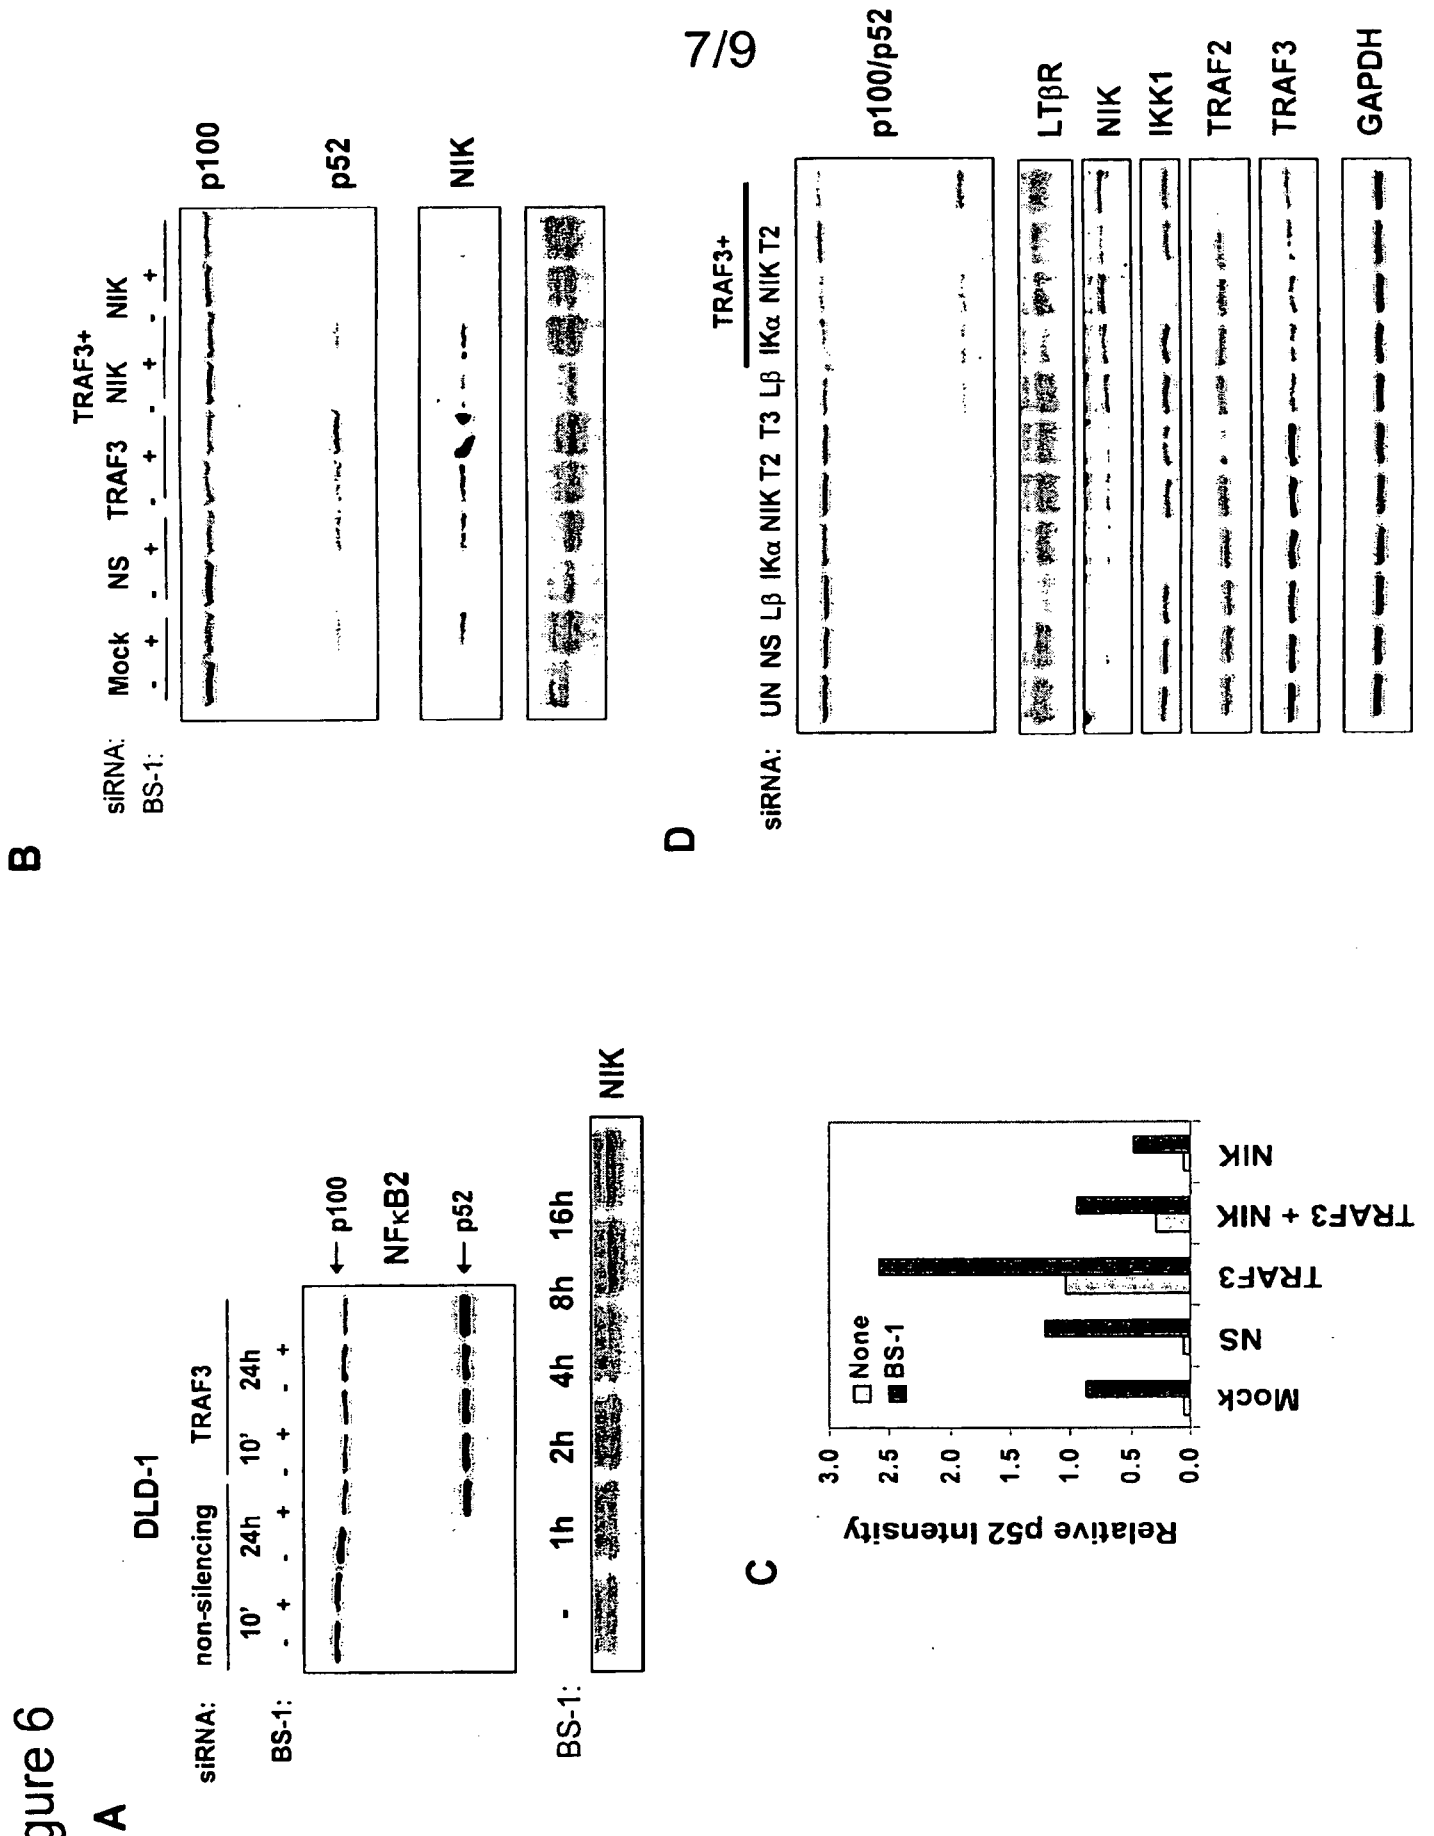 7/9
gure 6
A
DLD-1
siRNA: non-silencing TRAF3
10' 24h 10' 24h
BS-1: - + - + - + - +
p100
NFκB2
p52
BS-1: - 1h 2h 4h 8h 16h
NIK
B
TRAF3+
siRNA: Mock NS TRAF3 NIK NIK
BS-1: - + - + - + - + - +
p100
p52
NIK
C
Relative p52 Intensity
3.0
2.5
2.0
1.5
1.0
0.5
0.0
None
BS-1
Mock
NS
TRAF3
TRAF3 + NIK
NIK
D
TRAF3+
siRNA: UN NS Lβ IKα NIK T2 T3 Lβ IKα NIK T2
p100/p52
LTβR
NIK
IKK1
TRAF2
TRAF3
GAPDH